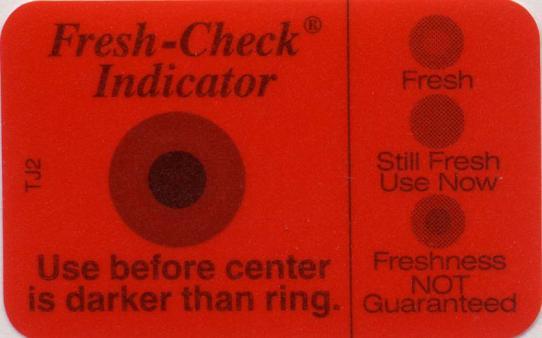 Fresh-Check®
Indicator
TJ2
Use before center
is darker than ring.
Fresh
Still Fresh
Use Now
Freshness
NOT
Guaranteed